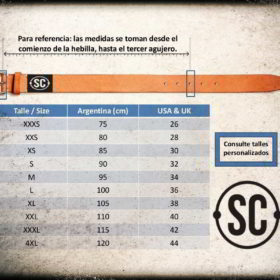 Para referencia: las medidas se toman desde el
comienzo de la hebilla, hasta el tercer agujero.
SC
Talle / Size Argentina (cm) USA & UK
XXXS 75 26
XXS 80 28
XS 85 30
S 90 32
M 95 34
L 100 36
XL 105 38
XXL 110 40
XXXL 115 42
4XL 120 44
Consulte talles
personalizados
SC